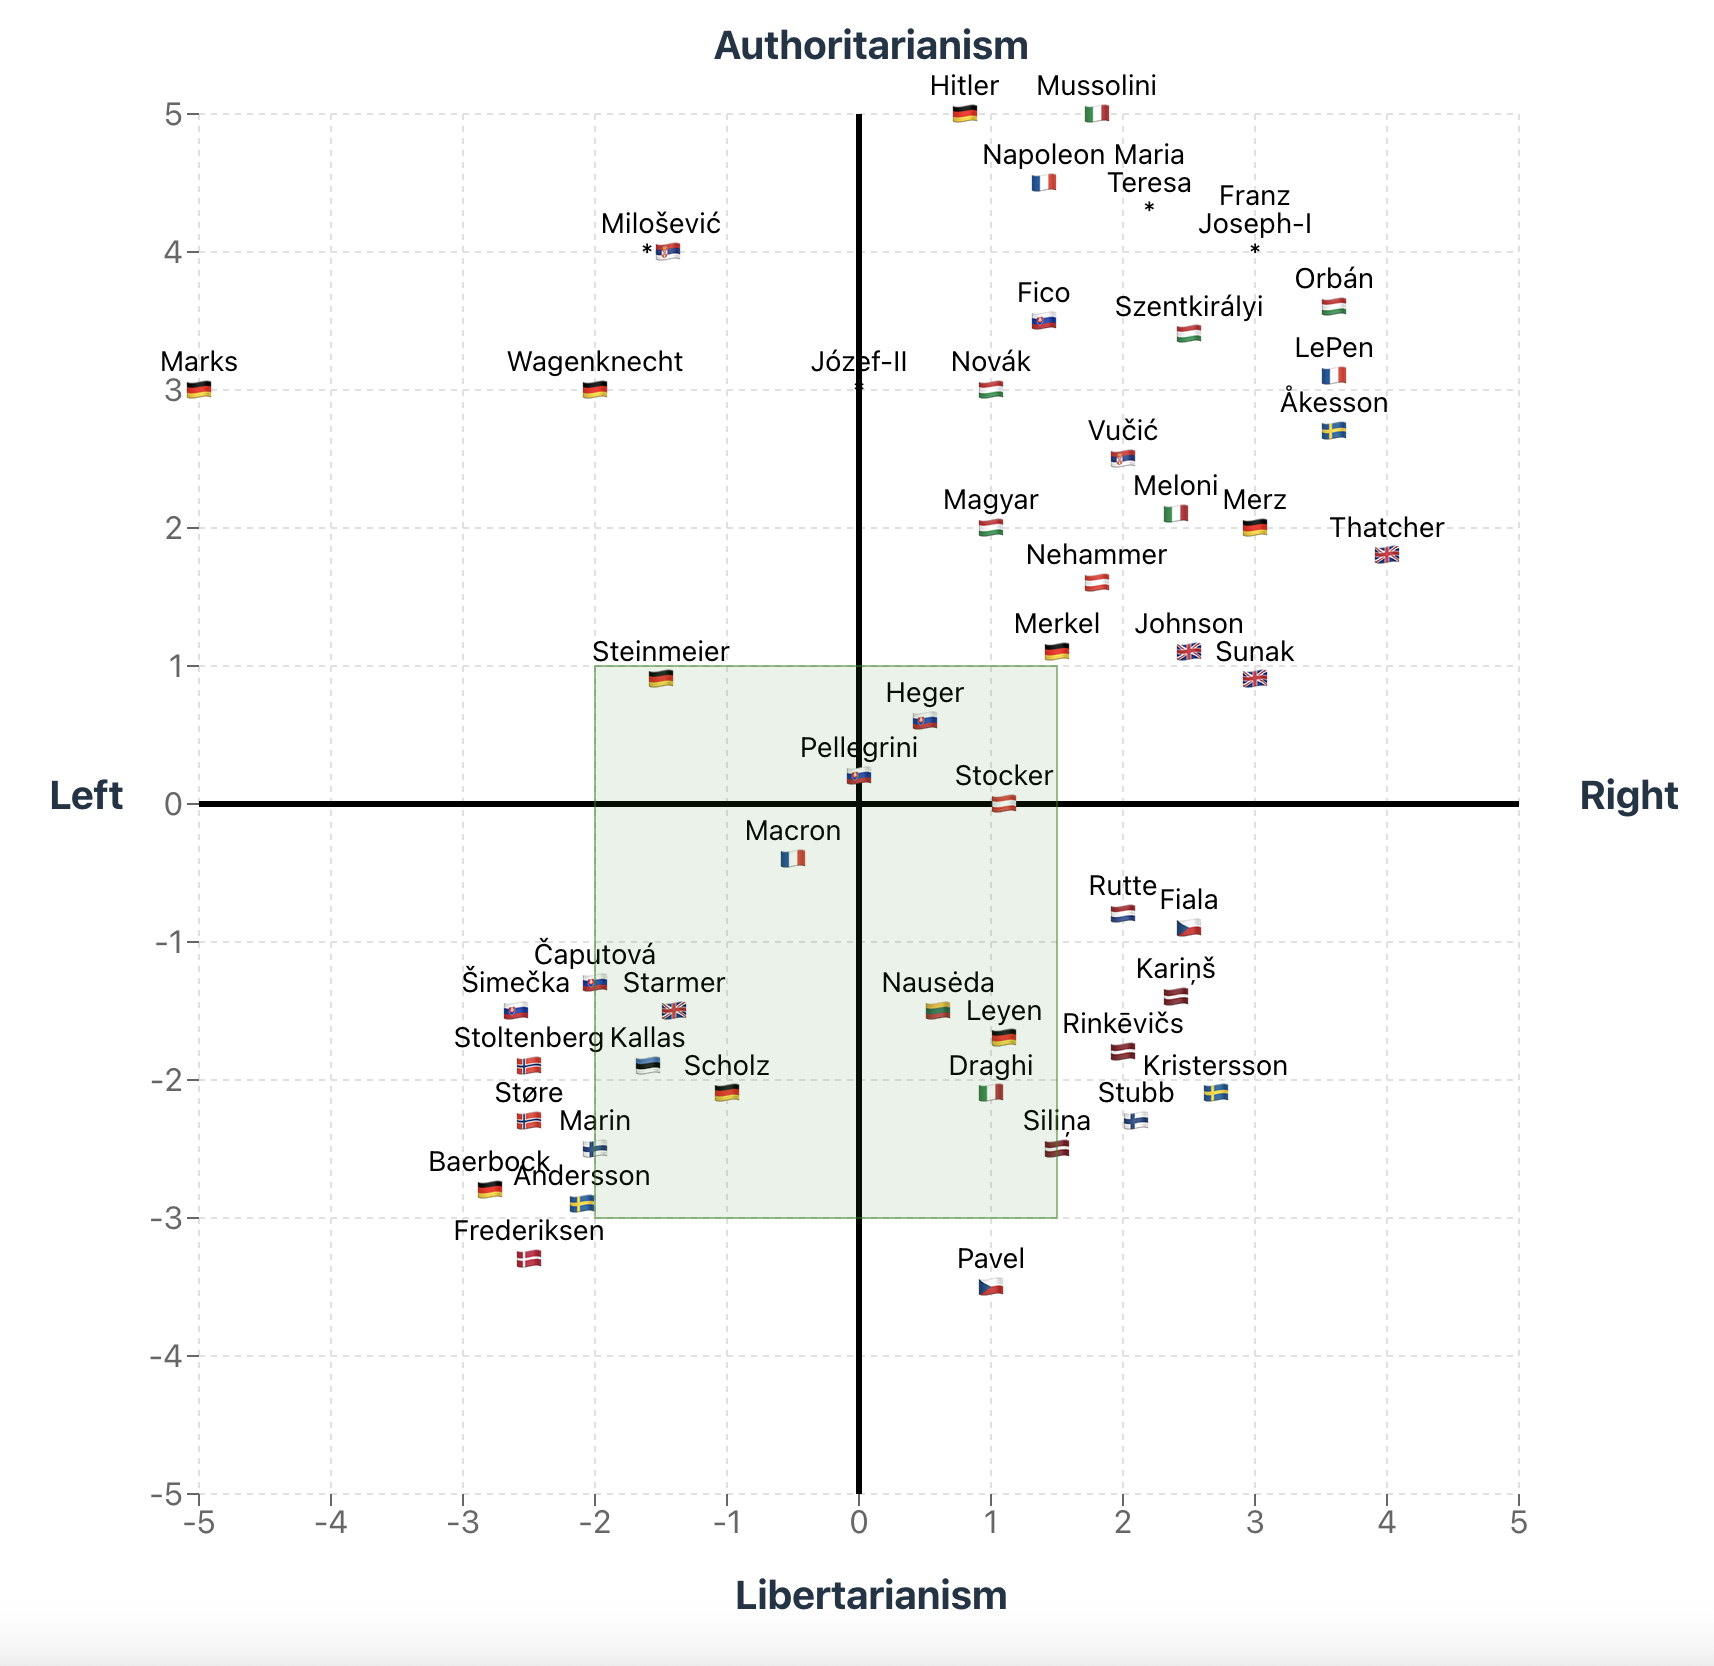 Authoritarianism
Hitler
Mussolini
5
Napoleon
Maria
Teresa
*
Franz
Joseph-I
*
Milošević
*
4
Orbán
Fico
Szentkirályi
LePen
Marks
Wagenknecht
Józef-II
*
Novák
3
Åkesson
Vučić
Meloni
Merz
Magyar
2
Thatcher
Nehammer
Merkel
Johnson
Sunak
Steinmeier
1
Heger
Pellegrini
Stocker
Left
0
Right
Macron
Rutte
Fiala
-1
Čaputová
Šimečka
Starmer
Nausėda
Kariņš
Leyen
Rinkēvičs
Stoltenberg
Kallas
Scholz
Draghi
Kristersson
-2
Støre
Stubb
Marin
Siliņa
Baerbock
Andersson
-3
Frederiksen
Pavel
-4
-5
-5 -4 -3 -2 -1 0 1 2 3 4 5
Libertarianism